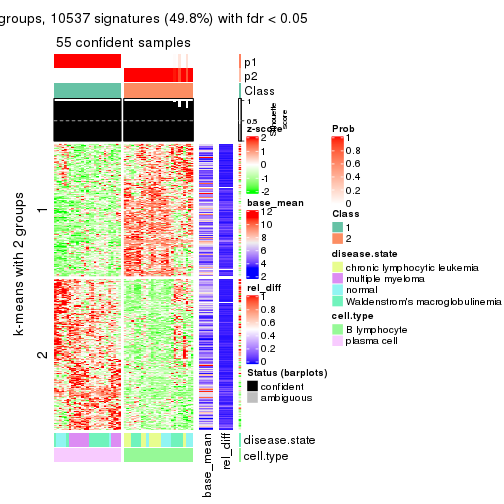 groups, 10537 signatures (49.8%) with fdr < 0.05
55 confident samples
p1
p2
Class
1
0.5
0
Silhouette
score
k-means with 2 groups
1
2
z-score
2
1
0
-1
-2
base_mean
12
10
8
6
4
2
rel_diff
1
0.8
0.6
0.4
0.2
0
Status (barplots)
confident
ambiguous
Prob
1
0.8
0.6
0.4
0.2
0
Class
1
2
disease.state
chronic lymphocytic leukemia
multiple myeloma
normal
Waldenstrom's macroglobulinemia
cell.type
B lymphocyte
plasma cell
disease.state
cell.type
base_mean
rel_diff